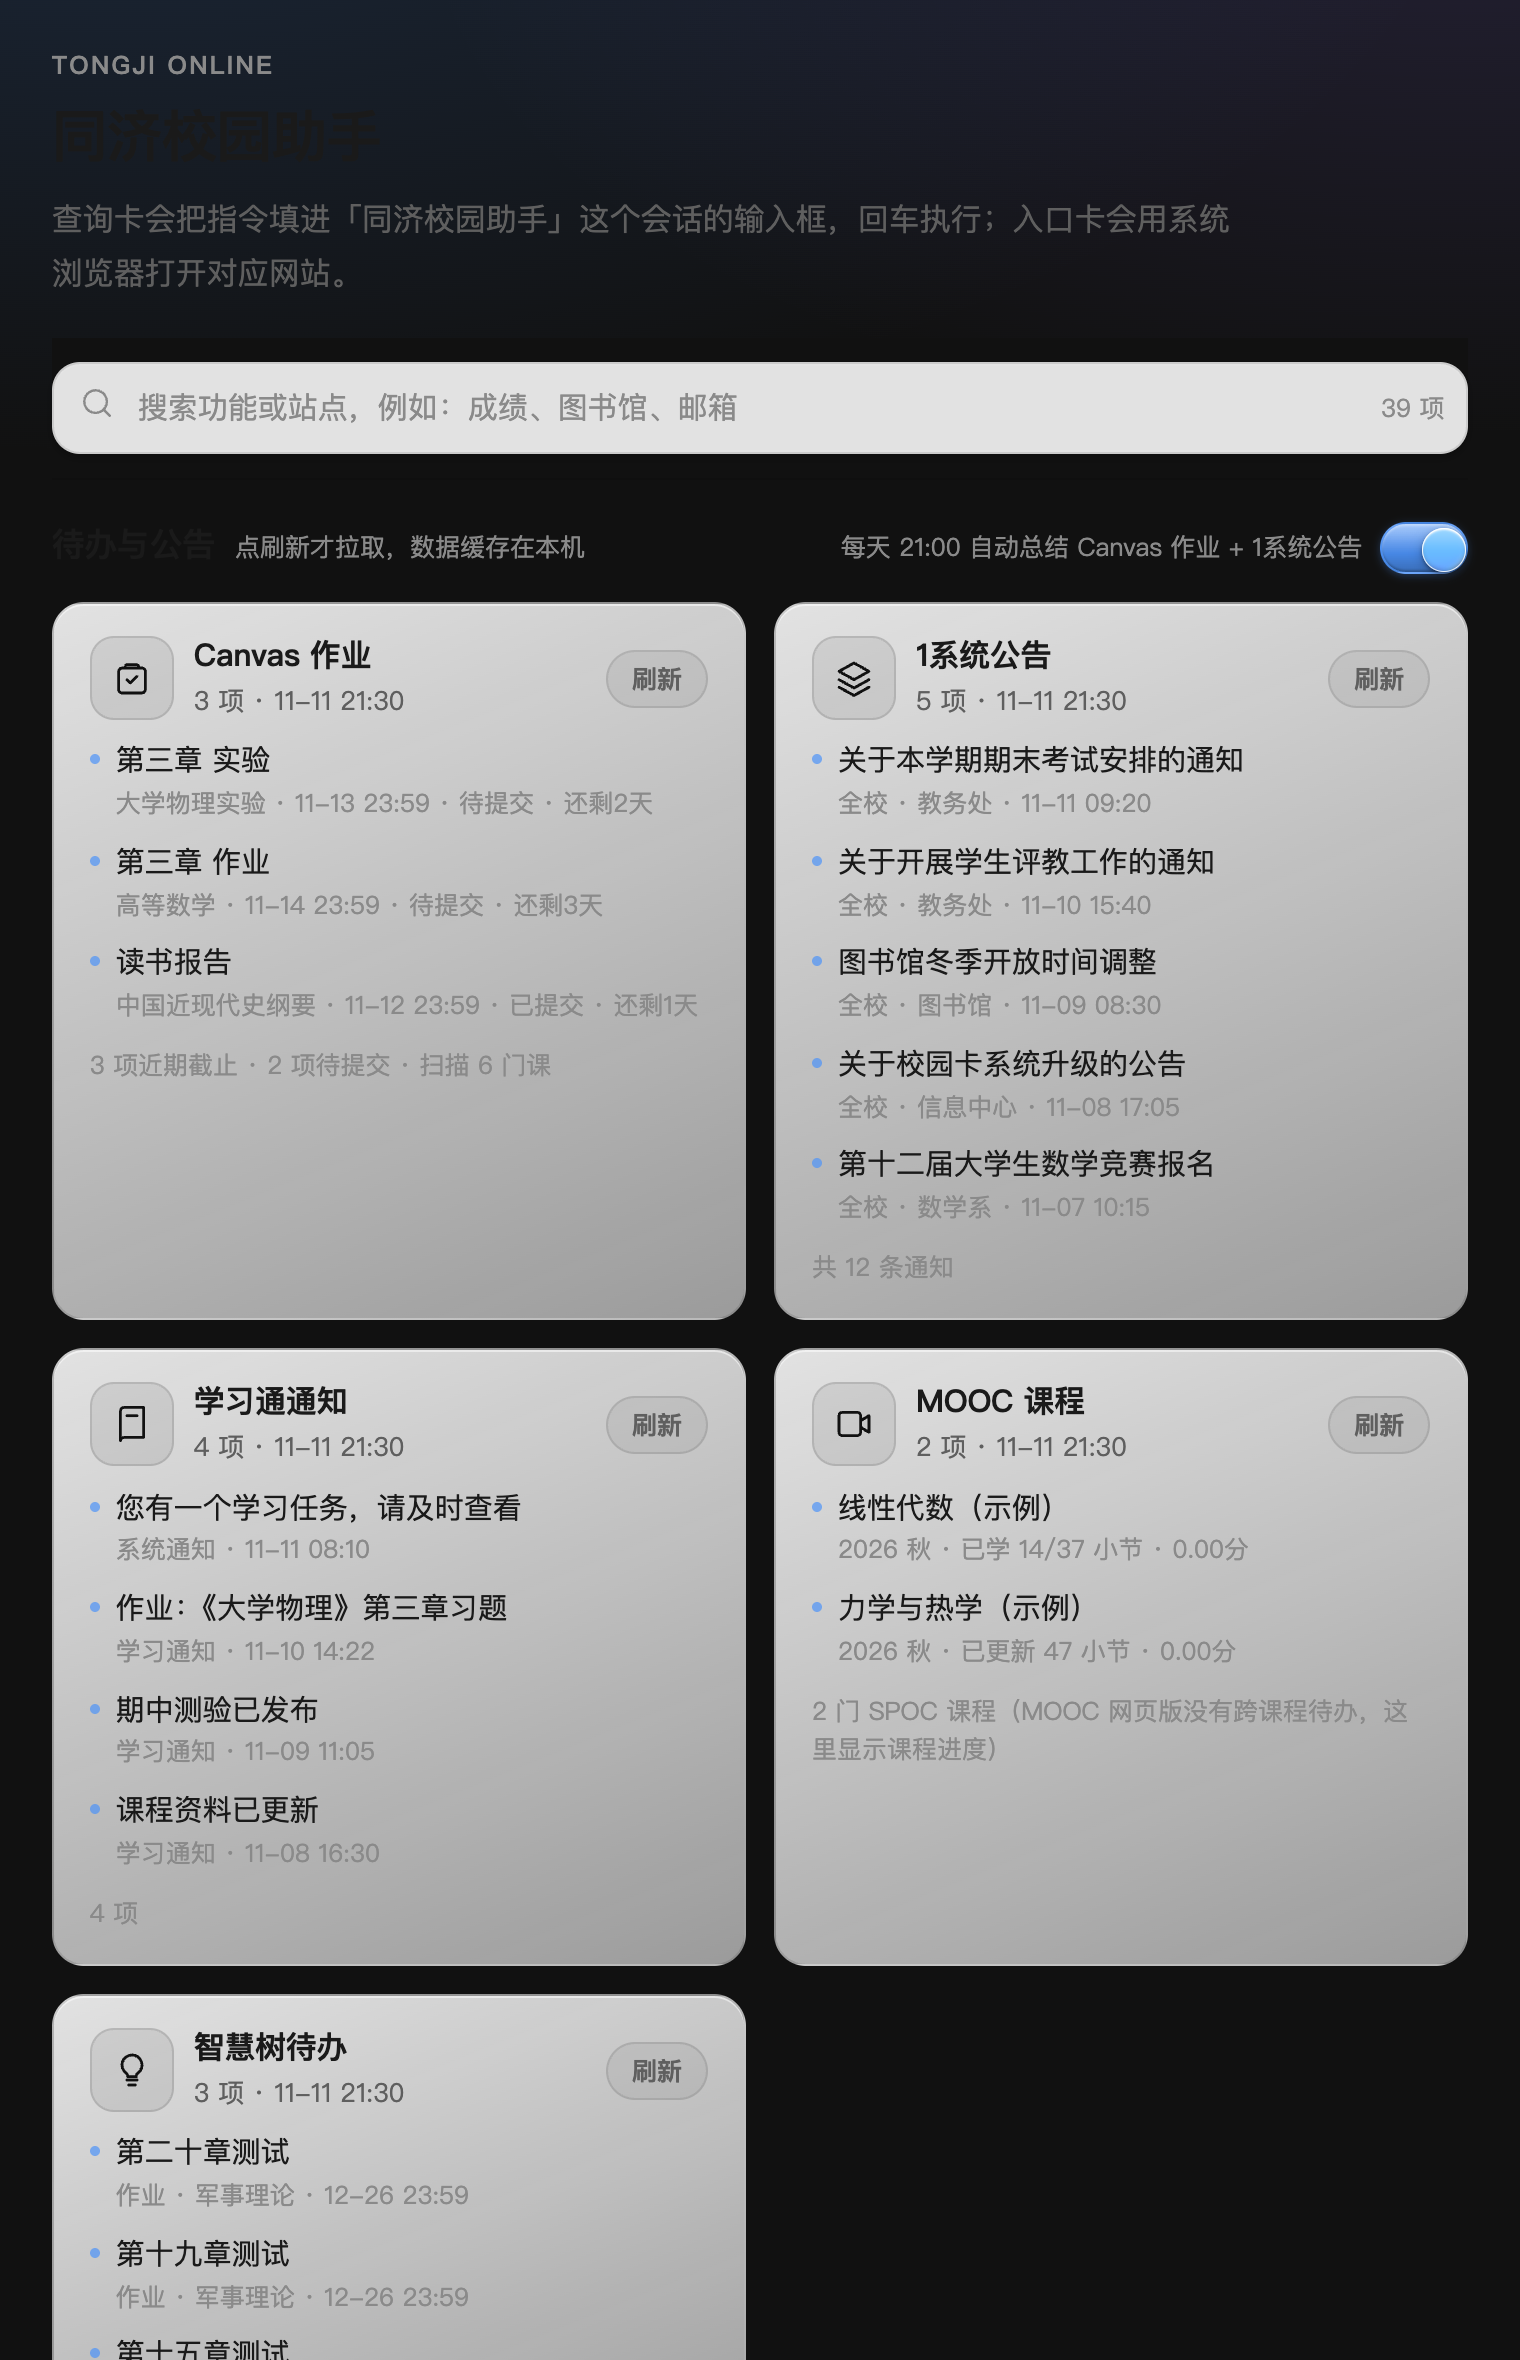 TONGJI ONLINE
同济校园助手
查询卡会把指令填进「同济校园助手」这个会话的输入框，回车执行；入口卡会用系统
浏览器打开对应网站。
搜索功能或站点，例如：成绩、图书馆、邮箱
39 项
待办与公告 点刷新才拉取，数据缓存在本机
每天 21:00 自动总结 Canvas 作业 + 1系统公告
Canvas 作业
3 项 · 11-11 21:30
刷新
第三章 实验
大学物理实验 · 11-13 23:59 · 待提交 · 还剩2天
第三章 作业
高等数学 · 11-14 23:59 · 待提交 · 还剩3天
读书报告
中国近现代史纲要 · 11-12 23:59 · 已提交 · 还剩1天
3 项近期截止 · 2 项待提交 · 扫描 6 门课
1系统公告
5 项 · 11-11 21:30
刷新
关于本学期期末考试安排的通知
全校 · 教务处 · 11-11 09:20
关于开展学生评教工作的通知
全校 · 教务处 · 11-10 15:40
图书馆冬季开放时间调整
全校 · 图书馆 · 11-09 08:30
关于校园卡系统升级的公告
全校 · 信息中心 · 11-08 17:05
第十二届大学生数学竞赛报名
全校 · 数学系 · 11-07 10:15
共 12 条通知
学习通通知
4 项 · 11-11 21:30
刷新
您有一个学习任务，请及时查看
系统通知 · 11-11 08:10
作业：《大学物理》第三章习题
学习通知 · 11-10 14:22
期中测验已发布
学习通知 · 11-09 11:05
课程资料已更新
学习通知 · 11-08 16:30
4 项
MOOC 课程
2 项 · 11-11 21:30
刷新
线性代数（示例）
2026 秋 · 已学 14/37 小节 · 0.00分
力学与热学（示例）
2026 秋 · 已更新 47 小节 · 0.00分
2 门 SPOC 课程（MOOC 网页版没有跨课程待办，这
里显示课程进度）
智慧树待办
3 项 · 11-11 21:30
刷新
第二十章测试
作业 · 军事理论 · 12-26 23:59
第十九章测试
作业 · 军事理论 · 12-26 23:59
第十五章测试